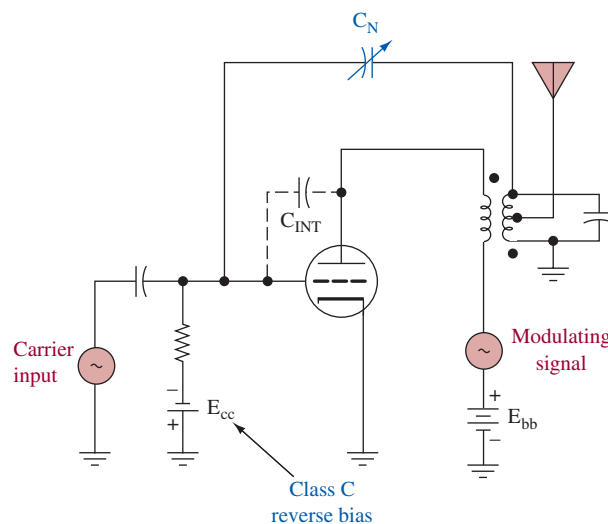 C_N
C_INT
Carrier
input
~
−
+
E_cc
Class C
reverse bias
~
Modulating
signal
+
−
E_bb